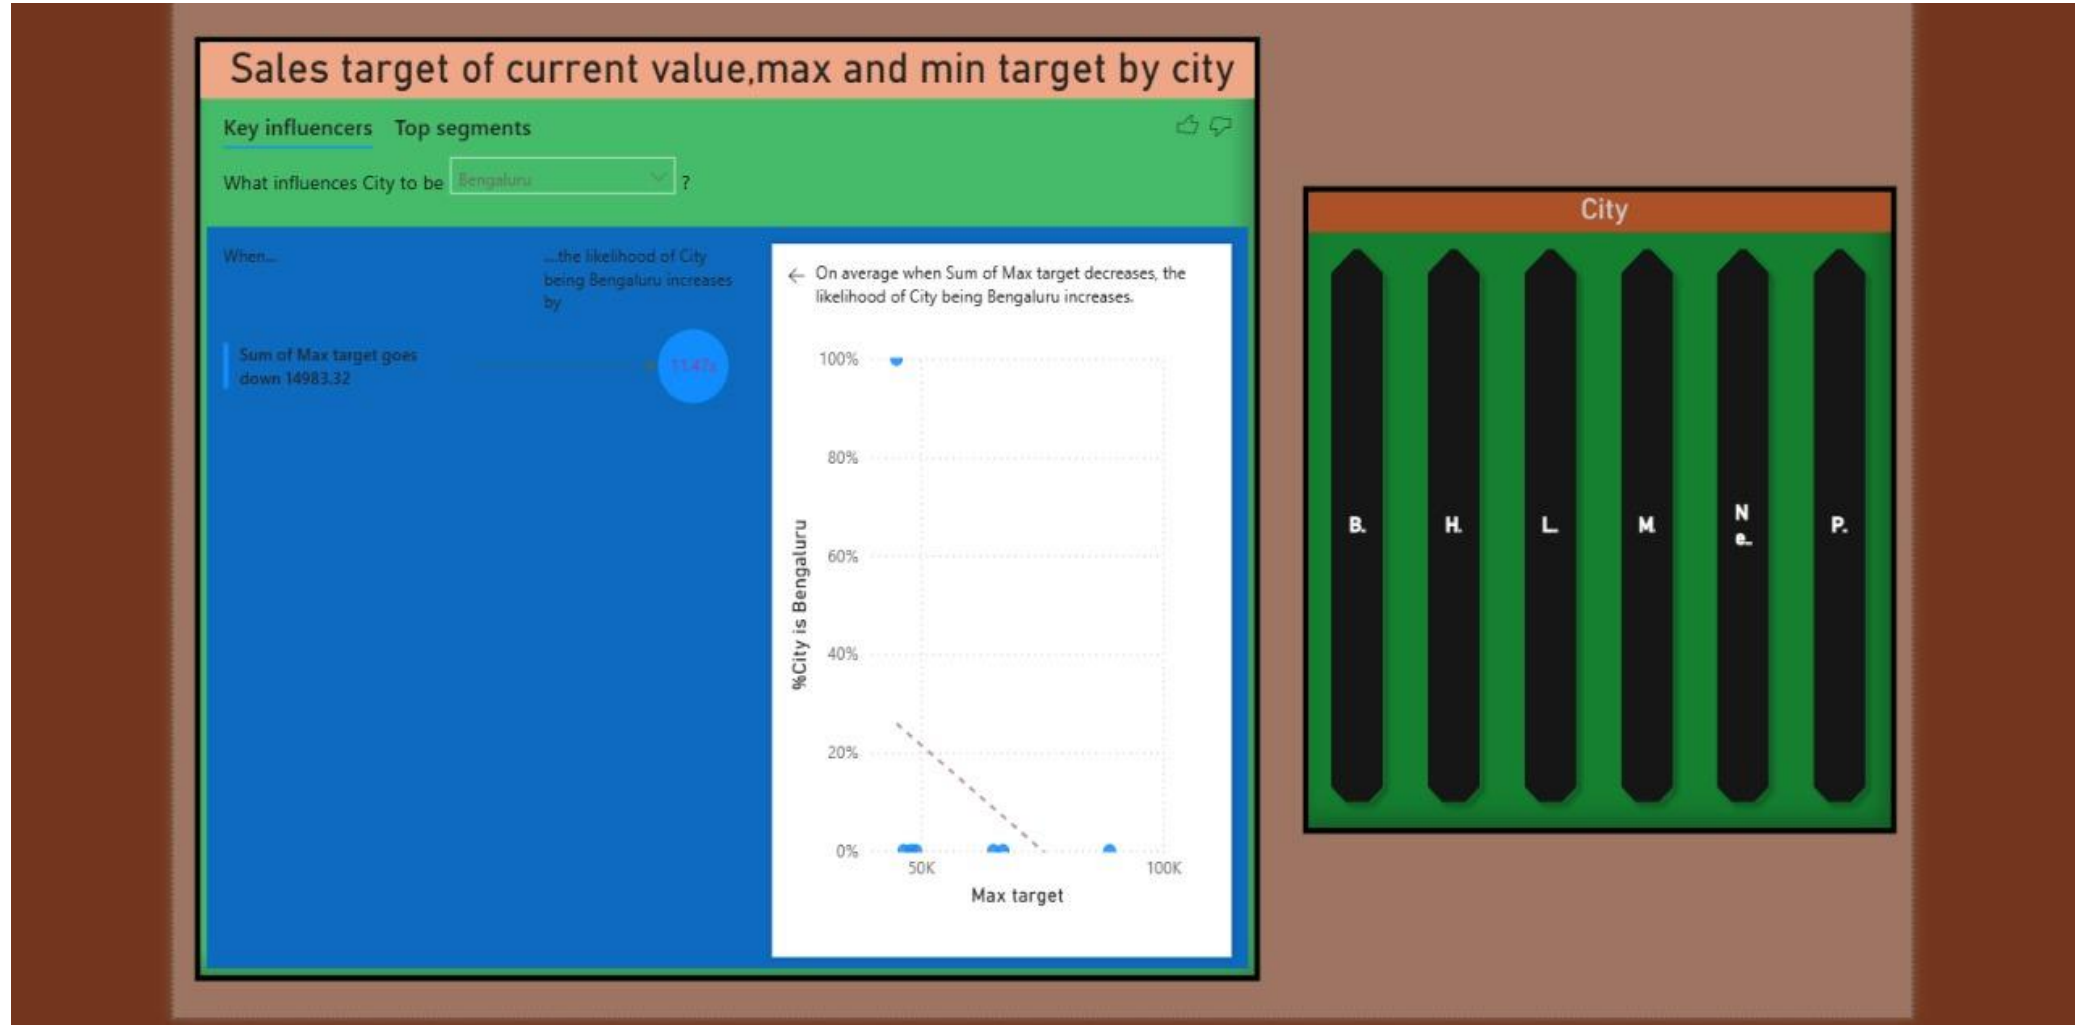 Sales target of current value,max and min target by city
Key influencers Top segments
What influences City to be Bengaluru ?
When...
...the likelihood of City
being Bengaluru increases
by
Sum of Max target goes
down 14983.32
11.47x
← On average when Sum of Max target decreases, the
likelihood of City being Bengaluru increases.
100%
80%
60%
40%
20%
0%
%City is Bengaluru
50K 100K
Max target
City
B.. H.. L... M.. N P..
e...